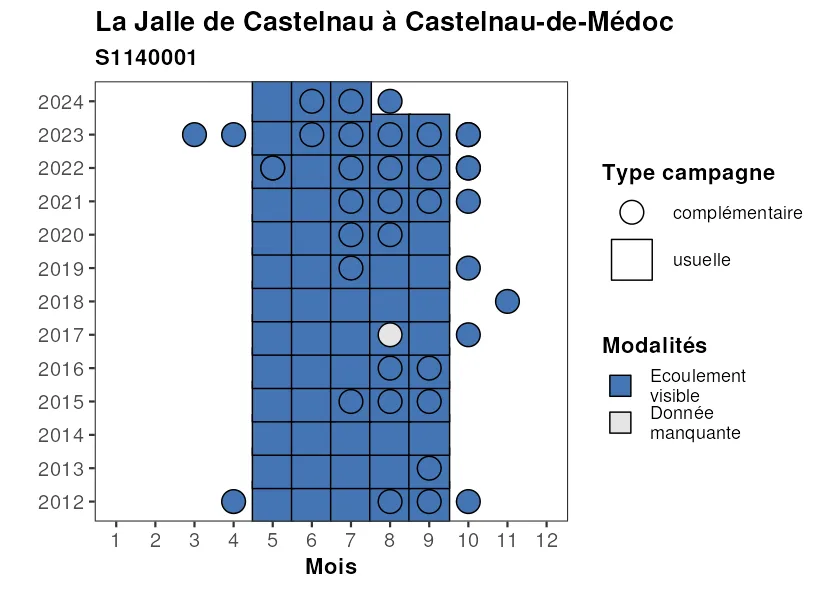 La Jalle de Castelnau à Castelnau-de-Médoc
S1140001
2024
2023
2022
2021
2020
2019
2018
2017
2016
2015
2014
2013
2012
1 2 3 4 5 6 7 8 9 10 11 12
Mois
Type campagne
complémentaire
usuelle
Modalités
Ecoulement
visible
Donnée
manquante